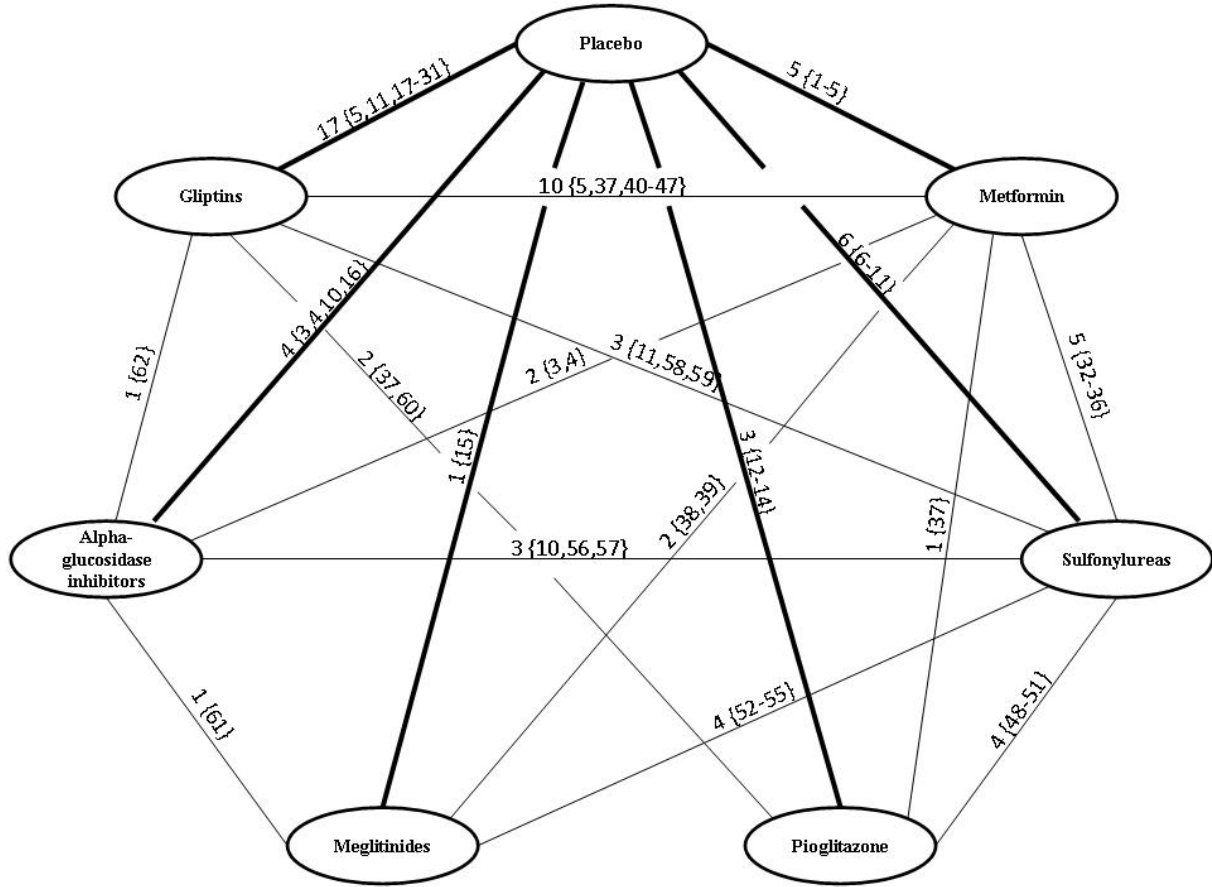 Placebo
17 {5,11,17-31}
5 {1-5}
Gliptins
10 {5,37,40-47}
Metformin
4 {3,4,10,16}
6 {6-11}
1 {62}
2 {37,60}
2 {3,4}
3 {11,58,59}
5 {32-36}
1 {15}
3 {12-14}
2 {38,39}
1 {37}
Alpha-
glucosidase
inhibitors
3 {10,56,57}
Sulfonylureas
1 {61}
4 {52-55}
4 {48-51}
Meglitinides
Pioglitazone